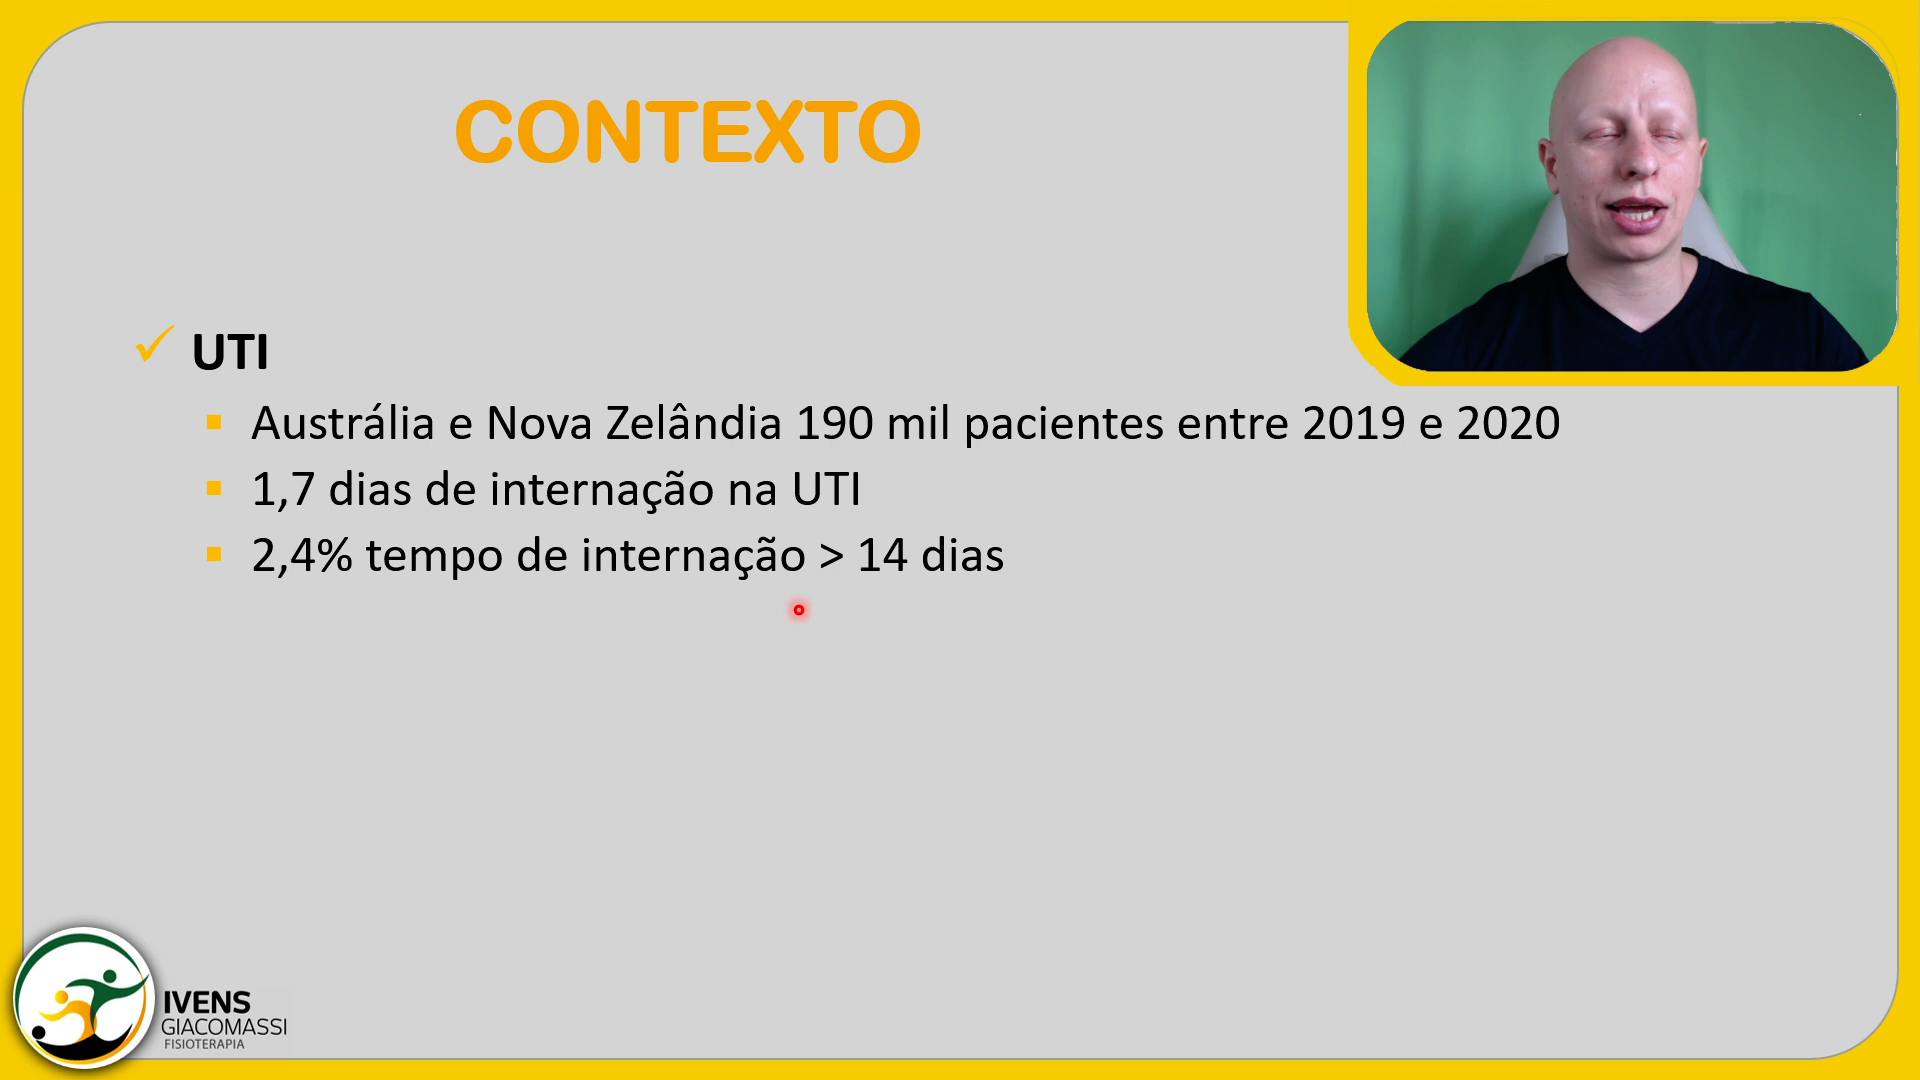 CONTEXTO
UTI
Austrália e Nova Zelândia 190 mil pacientes entre 2019 e 2020
1,7 dias de internação na UTI
2,4% tempo de internação > 14 dias
IVENS
GIACOMASSI
FISIOTERAPIA